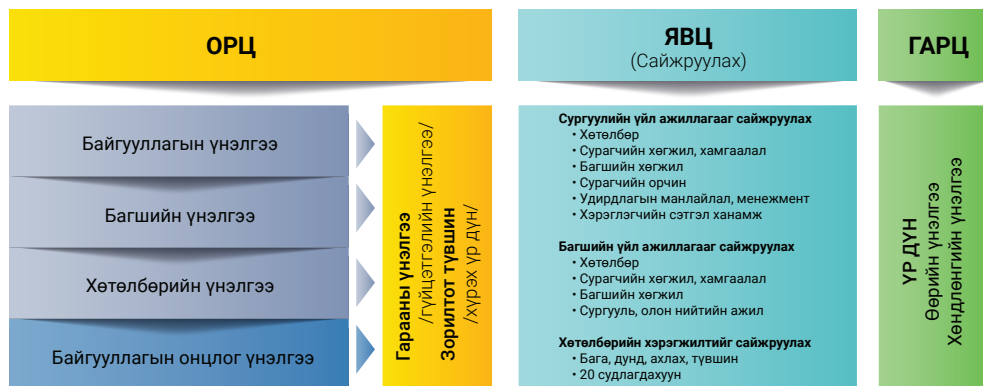 ОРЦ
ЯВЦ
(Сайжруулах)
ГАРЦ
Байгууллагын үнэлгээ
Багшийн үнэлгээ
Хөтөлбөрийн үнэлгээ
Байгууллагын онцлог үнэлгээ
Гарааны үнэлгээ
/гүйцэтгэлийн үнэлгээ/
Зорилтот түвшин
/хүрэх үр дүн/
Сургуулийн үйл ажиллагааг сайжруулах
• Хөтөлбөр
• Сурагчийн хөгжил, хамгаалал
• Багшийн хөгжил
• Сурагчийн орчин
• Удирдлагын манлайлал, менежмент
• Хэрэглэгчийн сэтгэл ханамж
Багшийн үйл ажиллагааг сайжруулах
• Хөтөлбөр
• Сурагчийн хөгжил, хамгаалал
• Багшийн хөгжил
• Сургууль, олон нийтийн ажил
Хөтөлбөрийн хэрэгжилтийг сайжруулах
• Бага, дунд, ахлах, түвшин
• 20 судлагдахуун
ҮР ДҮН
Өөрийн үнэлгээ
Хөндлөнгийн үнэлгээ